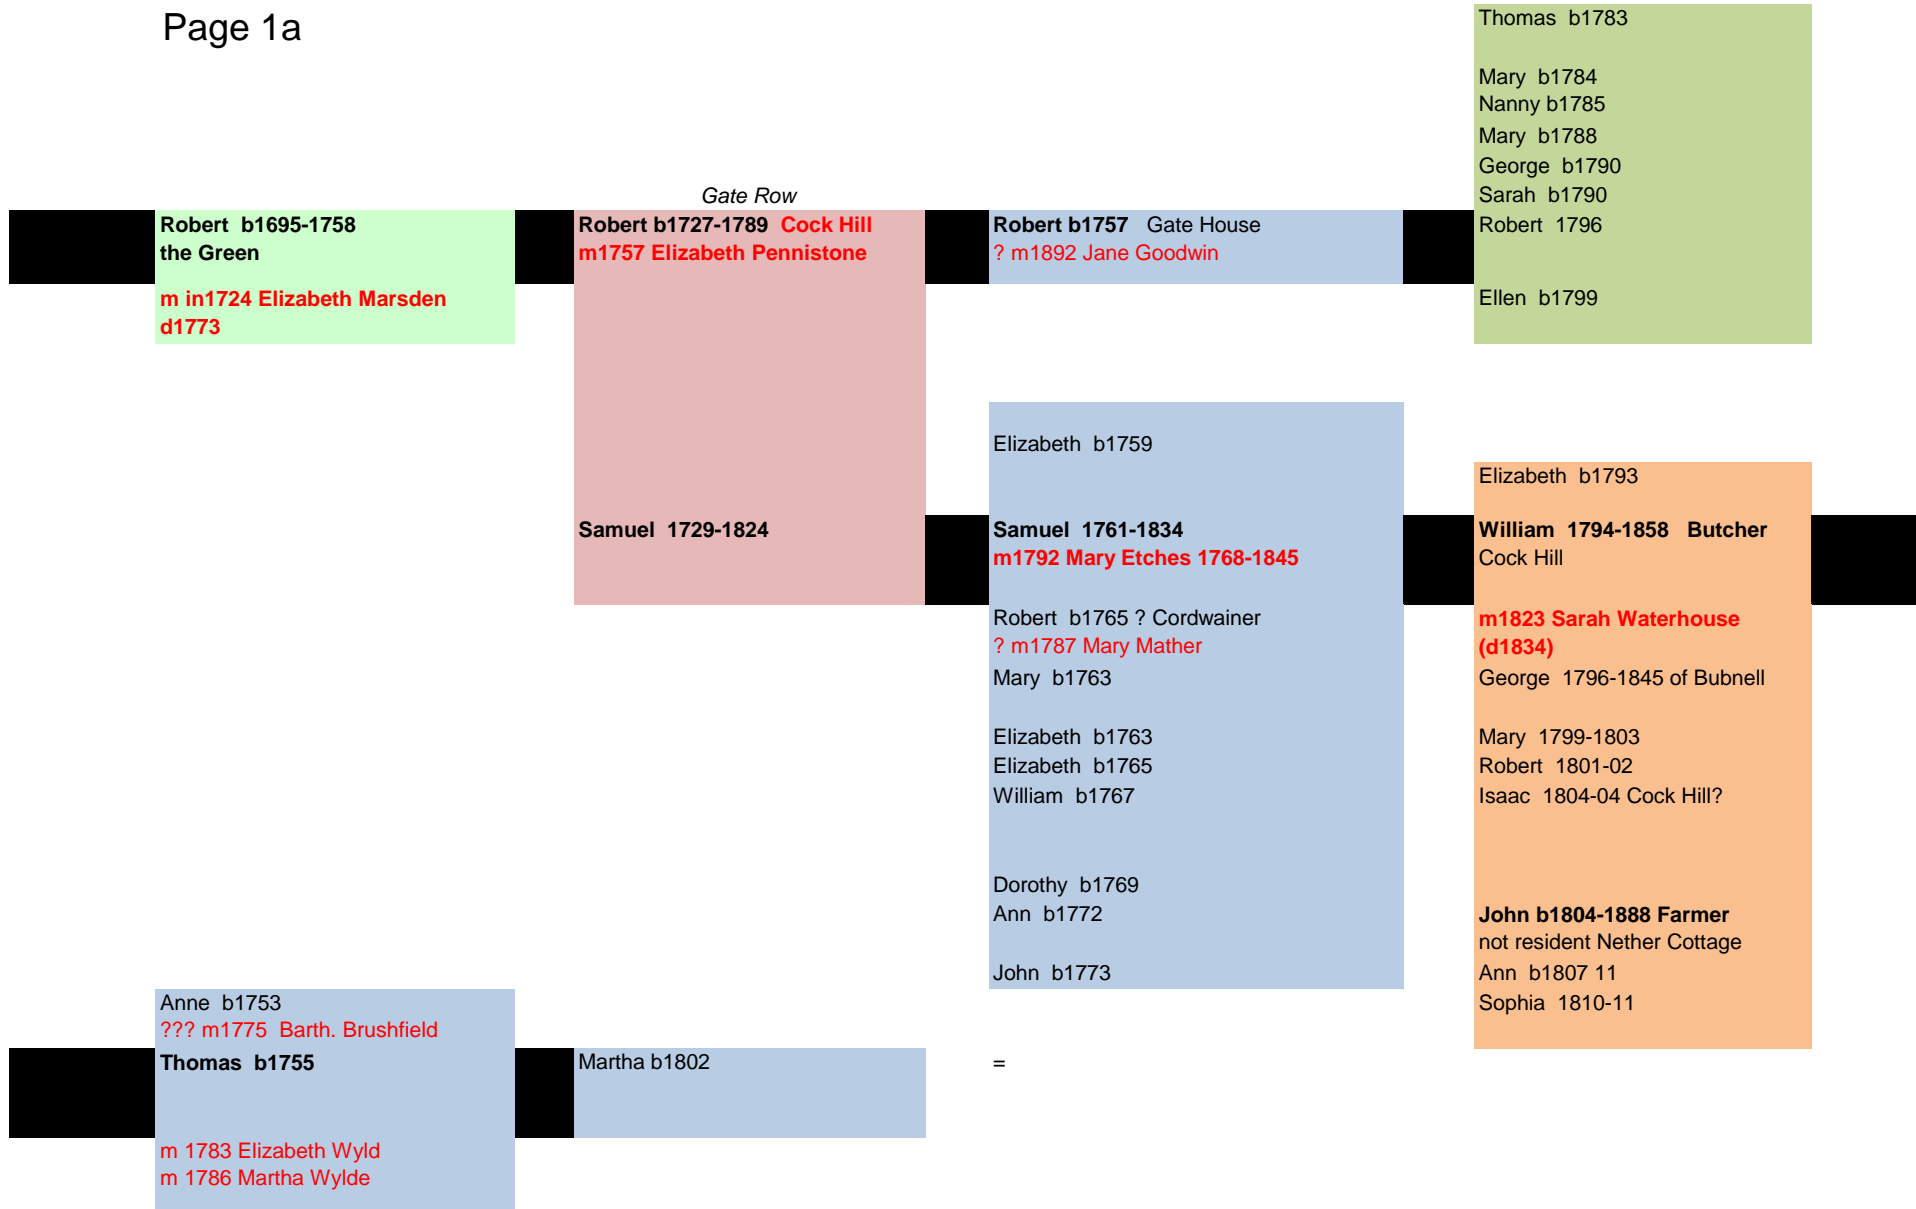 Page 1a
Robert b1695-1758
the Green
m in1724 Elizabeth Marsden
d1773
Gate Row
Robert b1727-1789 Cock Hill
m1757 Elizabeth Pennistone
Samuel 1729-1824
Robert b1757 Gate House
? m1892 Jane Goodwin
Thomas b1783
Mary b1784
Nanny b1785
Mary b1788
George b1790
Sarah b1790
Robert 1796
Ellen b1799
Elizabeth b1759
Samuel 1761-1834
m1792 Mary Etches 1768-1845
Robert b1765 ? Cordwainer
? m1787 Mary Mather
Mary b1763
Elizabeth b1763
Elizabeth b1765
William b1767
Dorothy b1769
Ann b1772
John b1773
Elizabeth b1793
William 1794-1858 Butcher
Cock Hill
m1823 Sarah Waterhouse
(d1834)
George 1796-1845 of Bubnell
Mary 1799-1803
Robert 1801-02
Isaac 1804-04 Cock Hill?
John b1804-1888 Farmer
not resident Nether Cottage
Ann b1807 11
Sophia 1810-11
Anne b1753
??? m1775 Barth. Brushfield
Thomas b1755
m 1783 Elizabeth Wyld
m 1786 Martha Wylde
Martha b1802
=